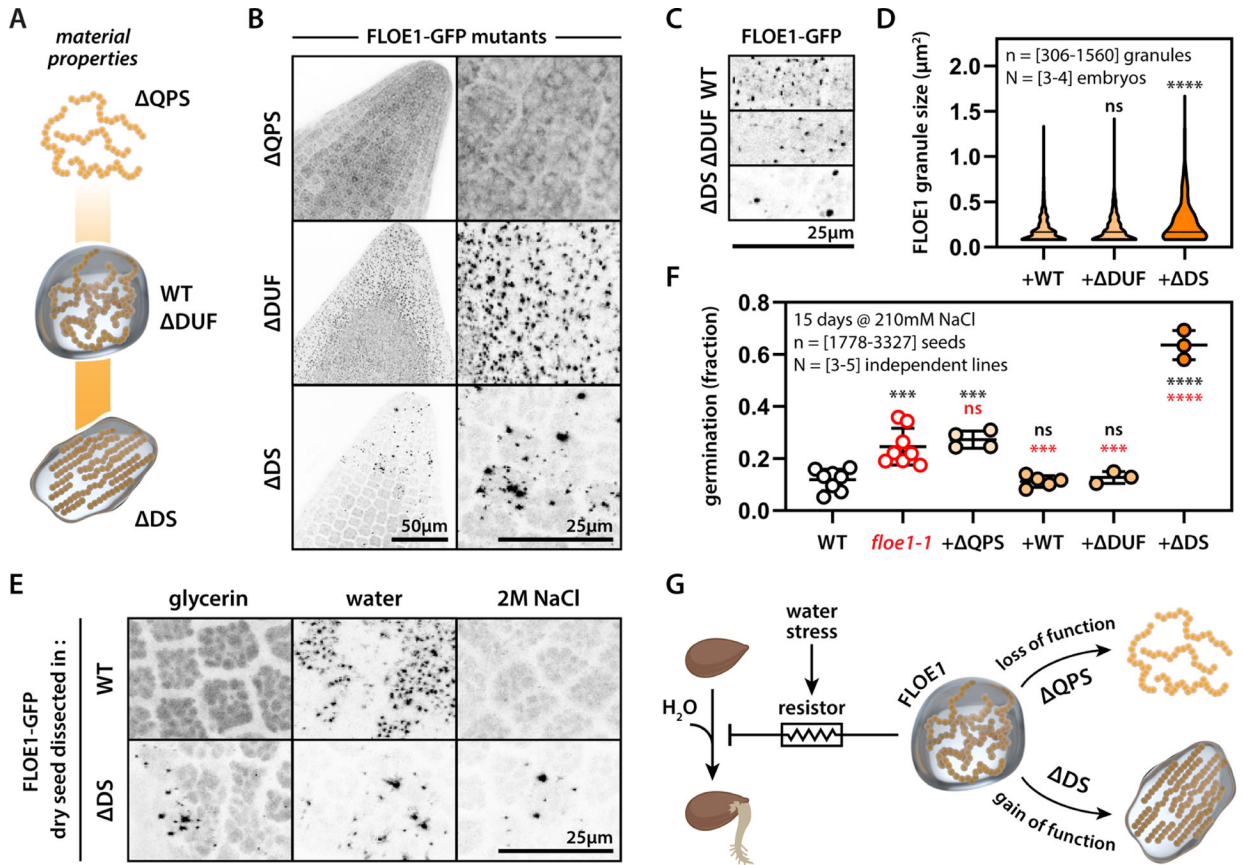 A
material
properties
ΔQPS
WT
ΔDUF
ΔDS
B
FLOE1-GFP mutants
ΔQPS
ΔDUF
ΔDS
50μm
25μm
C
FLOE1-GFP
WT
ΔDUF
ΔDS
25μm
D
FLOE1 granule size (μm²)
2.0
1.5
1.0
0.5
0.0
n = [306-1560] granules
N = [3-4] embryos
ns
****
+WT
+ΔDUF
+ΔDS
E
FLOE1-GFP
dry seed dissected in :
glycerin
water
2M NaCl
WT
ΔDS
25μm
F
germination (fraction)
0.8
0.6
0.4
0.2
0.0
15 days @ 210mM NaCl
n = [1778-3327] seeds
N = [3-5] independent lines
***
***
ns
ns
***
ns
***
****
****
WT
floe1-1
+ΔQPS
+WT
+ΔDUF
+ΔDS
G
water
stress
resistor
H₂O
FLOE1
loss of function
ΔQPS
ΔDS
gain of function